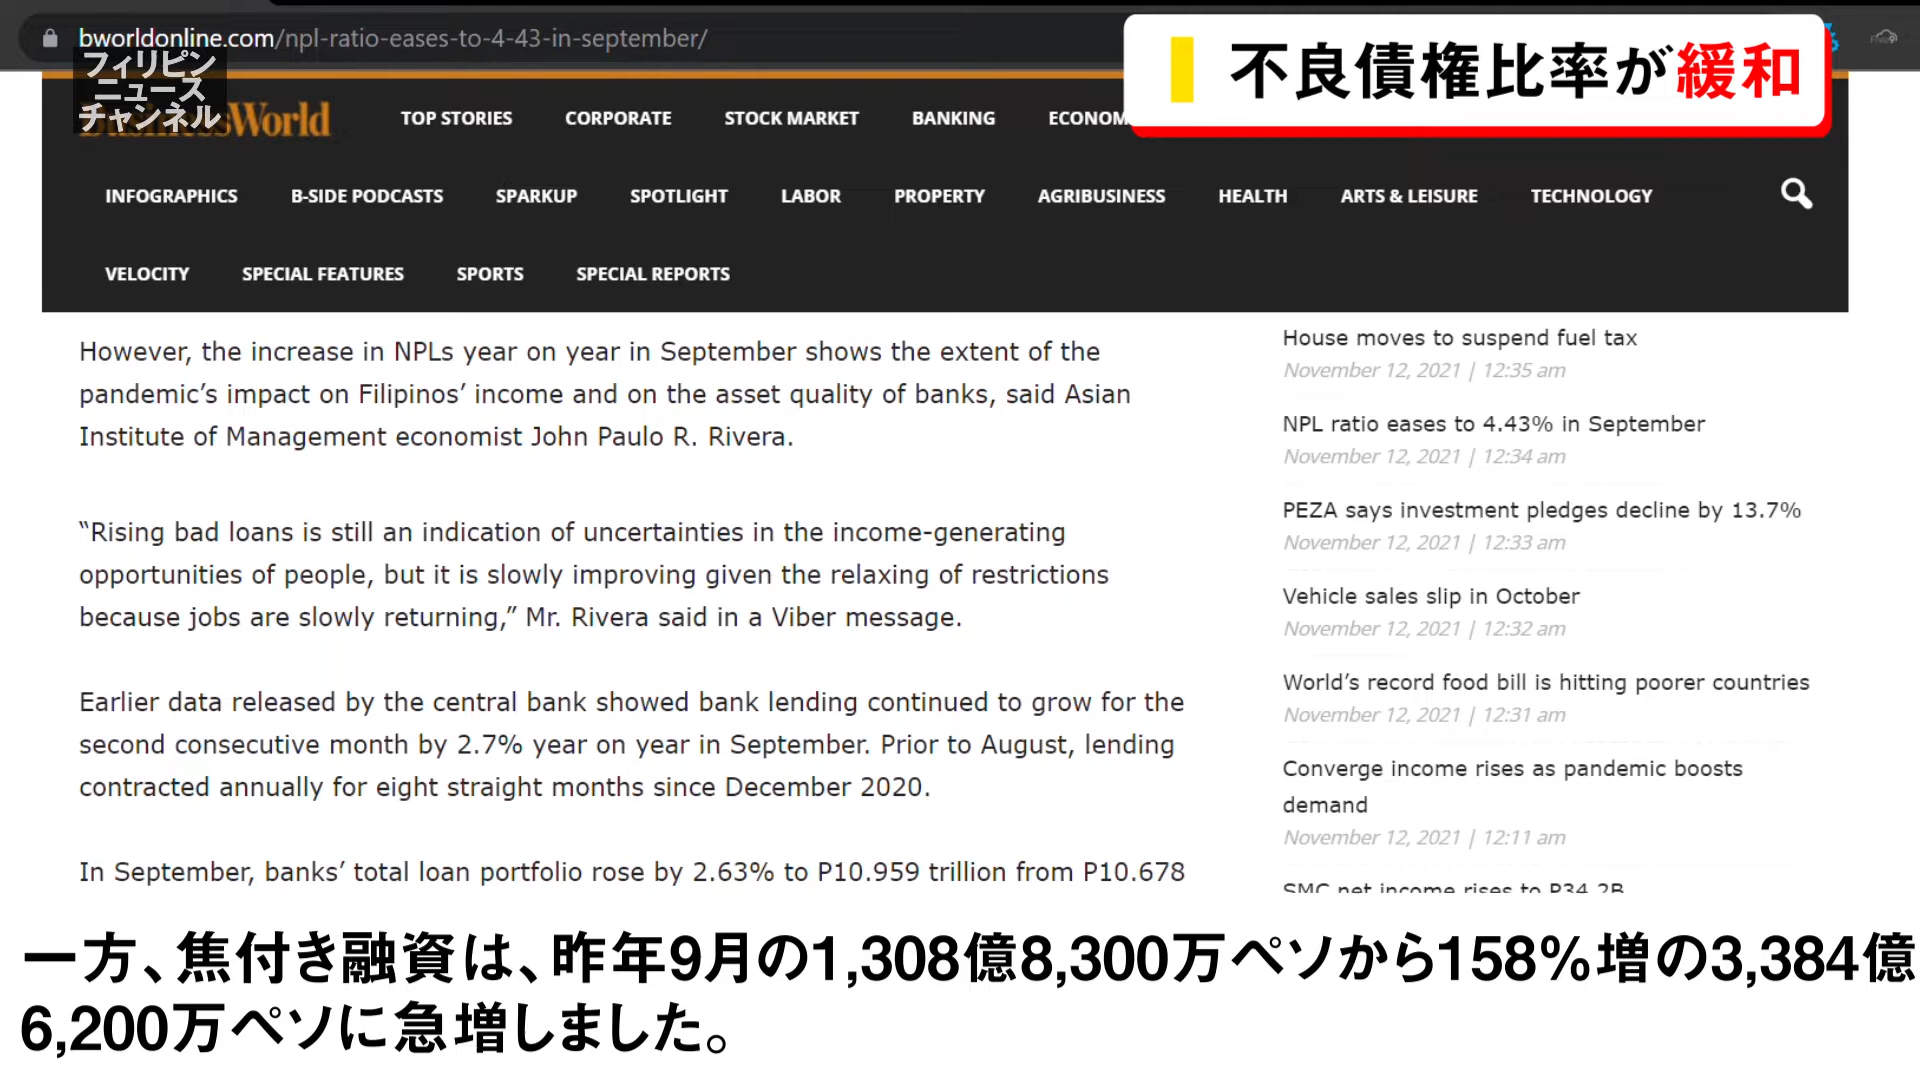 bworldonline.com/npl-ratio-eases-to-4-43-in-september/
不良債権比率が緩和
フィリピン
ニュース
チャンネル
BusinessWorld
TOP STORIES CORPORATE STOCK MARKET BANKING ECONOM
INFOGRAPHICS B-SIDE PODCASTS SPARKUP SPOTLIGHT LABOR PROPERTY AGRIBUSINESS HEALTH ARTS & LEISURE TECHNOLOGY
VELOCITY SPECIAL FEATURES SPORTS SPECIAL REPORTS
However, the increase in NPLs year on year in September shows the extent of the
pandemic’s impact on Filipinos’ income and on the asset quality of banks, said Asian
Institute of Management economist John Paulo R. Rivera.
“Rising bad loans is still an indication of uncertainties in the income-generating
opportunities of people, but it is slowly improving given the relaxing of restrictions
because jobs are slowly returning,” Mr. Rivera said in a Viber message.
Earlier data released by the central bank showed bank lending continued to grow for the
second consecutive month by 2.7% year on year in September. Prior to August, lending
contracted annually for eight straight months since December 2020.
In September, banks’ total loan portfolio rose by 2.63% to P10.959 trillion from P10.678
House moves to suspend fuel tax
November 12, 2021 | 12:35 am
NPL ratio eases to 4.43% in September
November 12, 2021 | 12:34 am
PEZA says investment pledges decline by 13.7%
November 12, 2021 | 12:33 am
Vehicle sales slip in October
November 12, 2021 | 12:32 am
World’s record food bill is hitting poorer countries
November 12, 2021 | 12:31 am
Converge income rises as pandemic boosts
demand
November 12, 2021 | 12:11 am
SMC net income rises to P34.2B
一方、焦付き融資は、昨年9月の1,308億8,300万ペソから158%増の3,384億
6,200万ペソに急増しました。